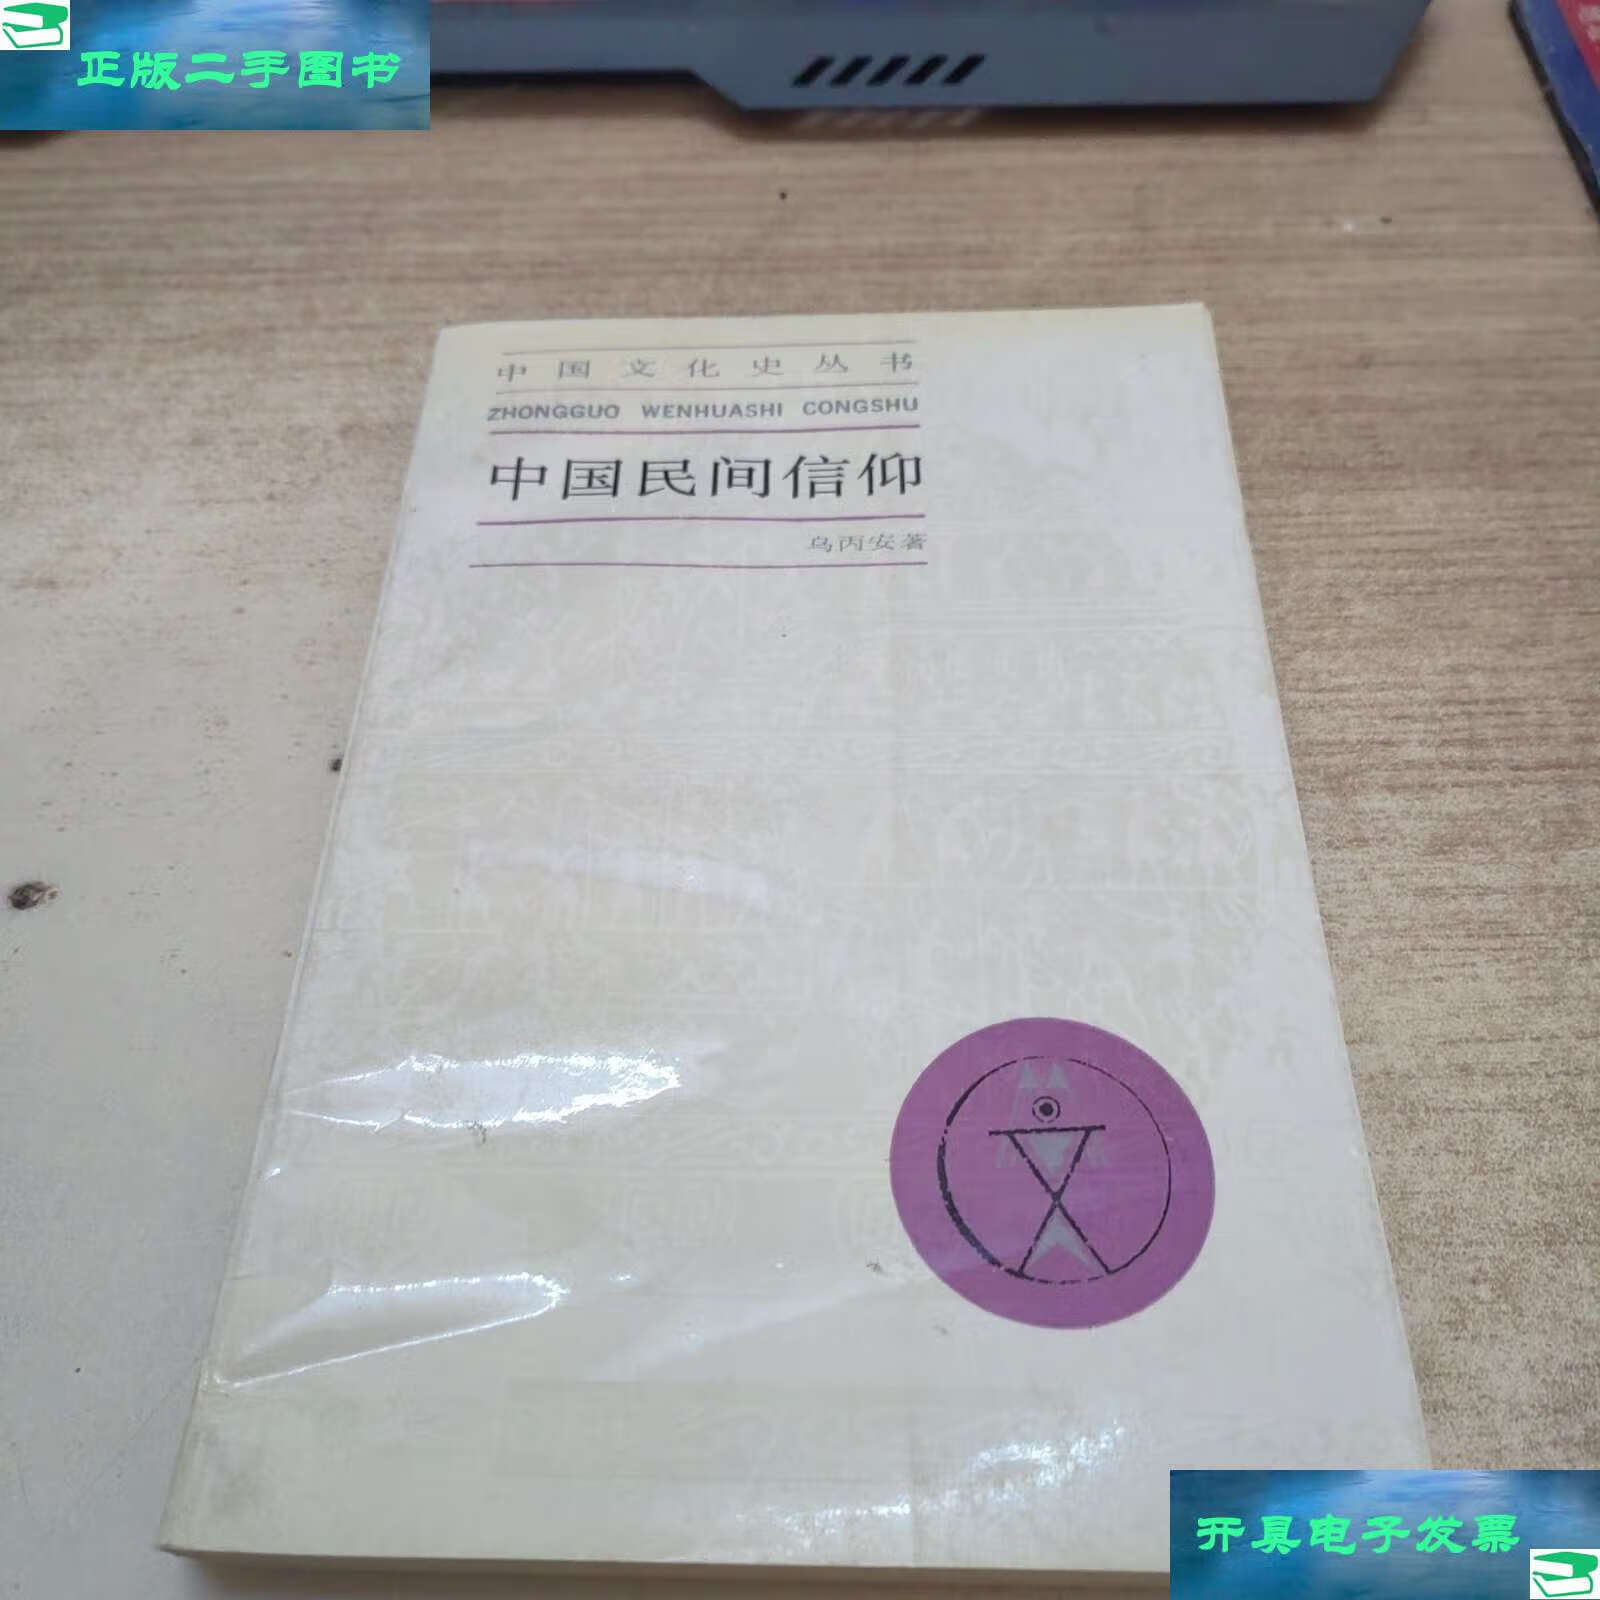 正版二手图书
中国文化史丛书
ZHONGGUO WENHUASHI CONGSHU
中国民间信仰
乌丙安著
开具电子发票